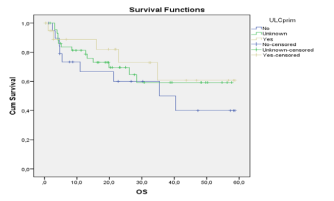 Survival Functions
ULCprim
No
Unknown
Yes
No-censored
Unknown-censored
Yes-censored
Cum Survival
1,0
0,8
0,6
0,4
0,2
0,0
,0
10,0
20,0
30,0
40,0
50,0
60,0
OS